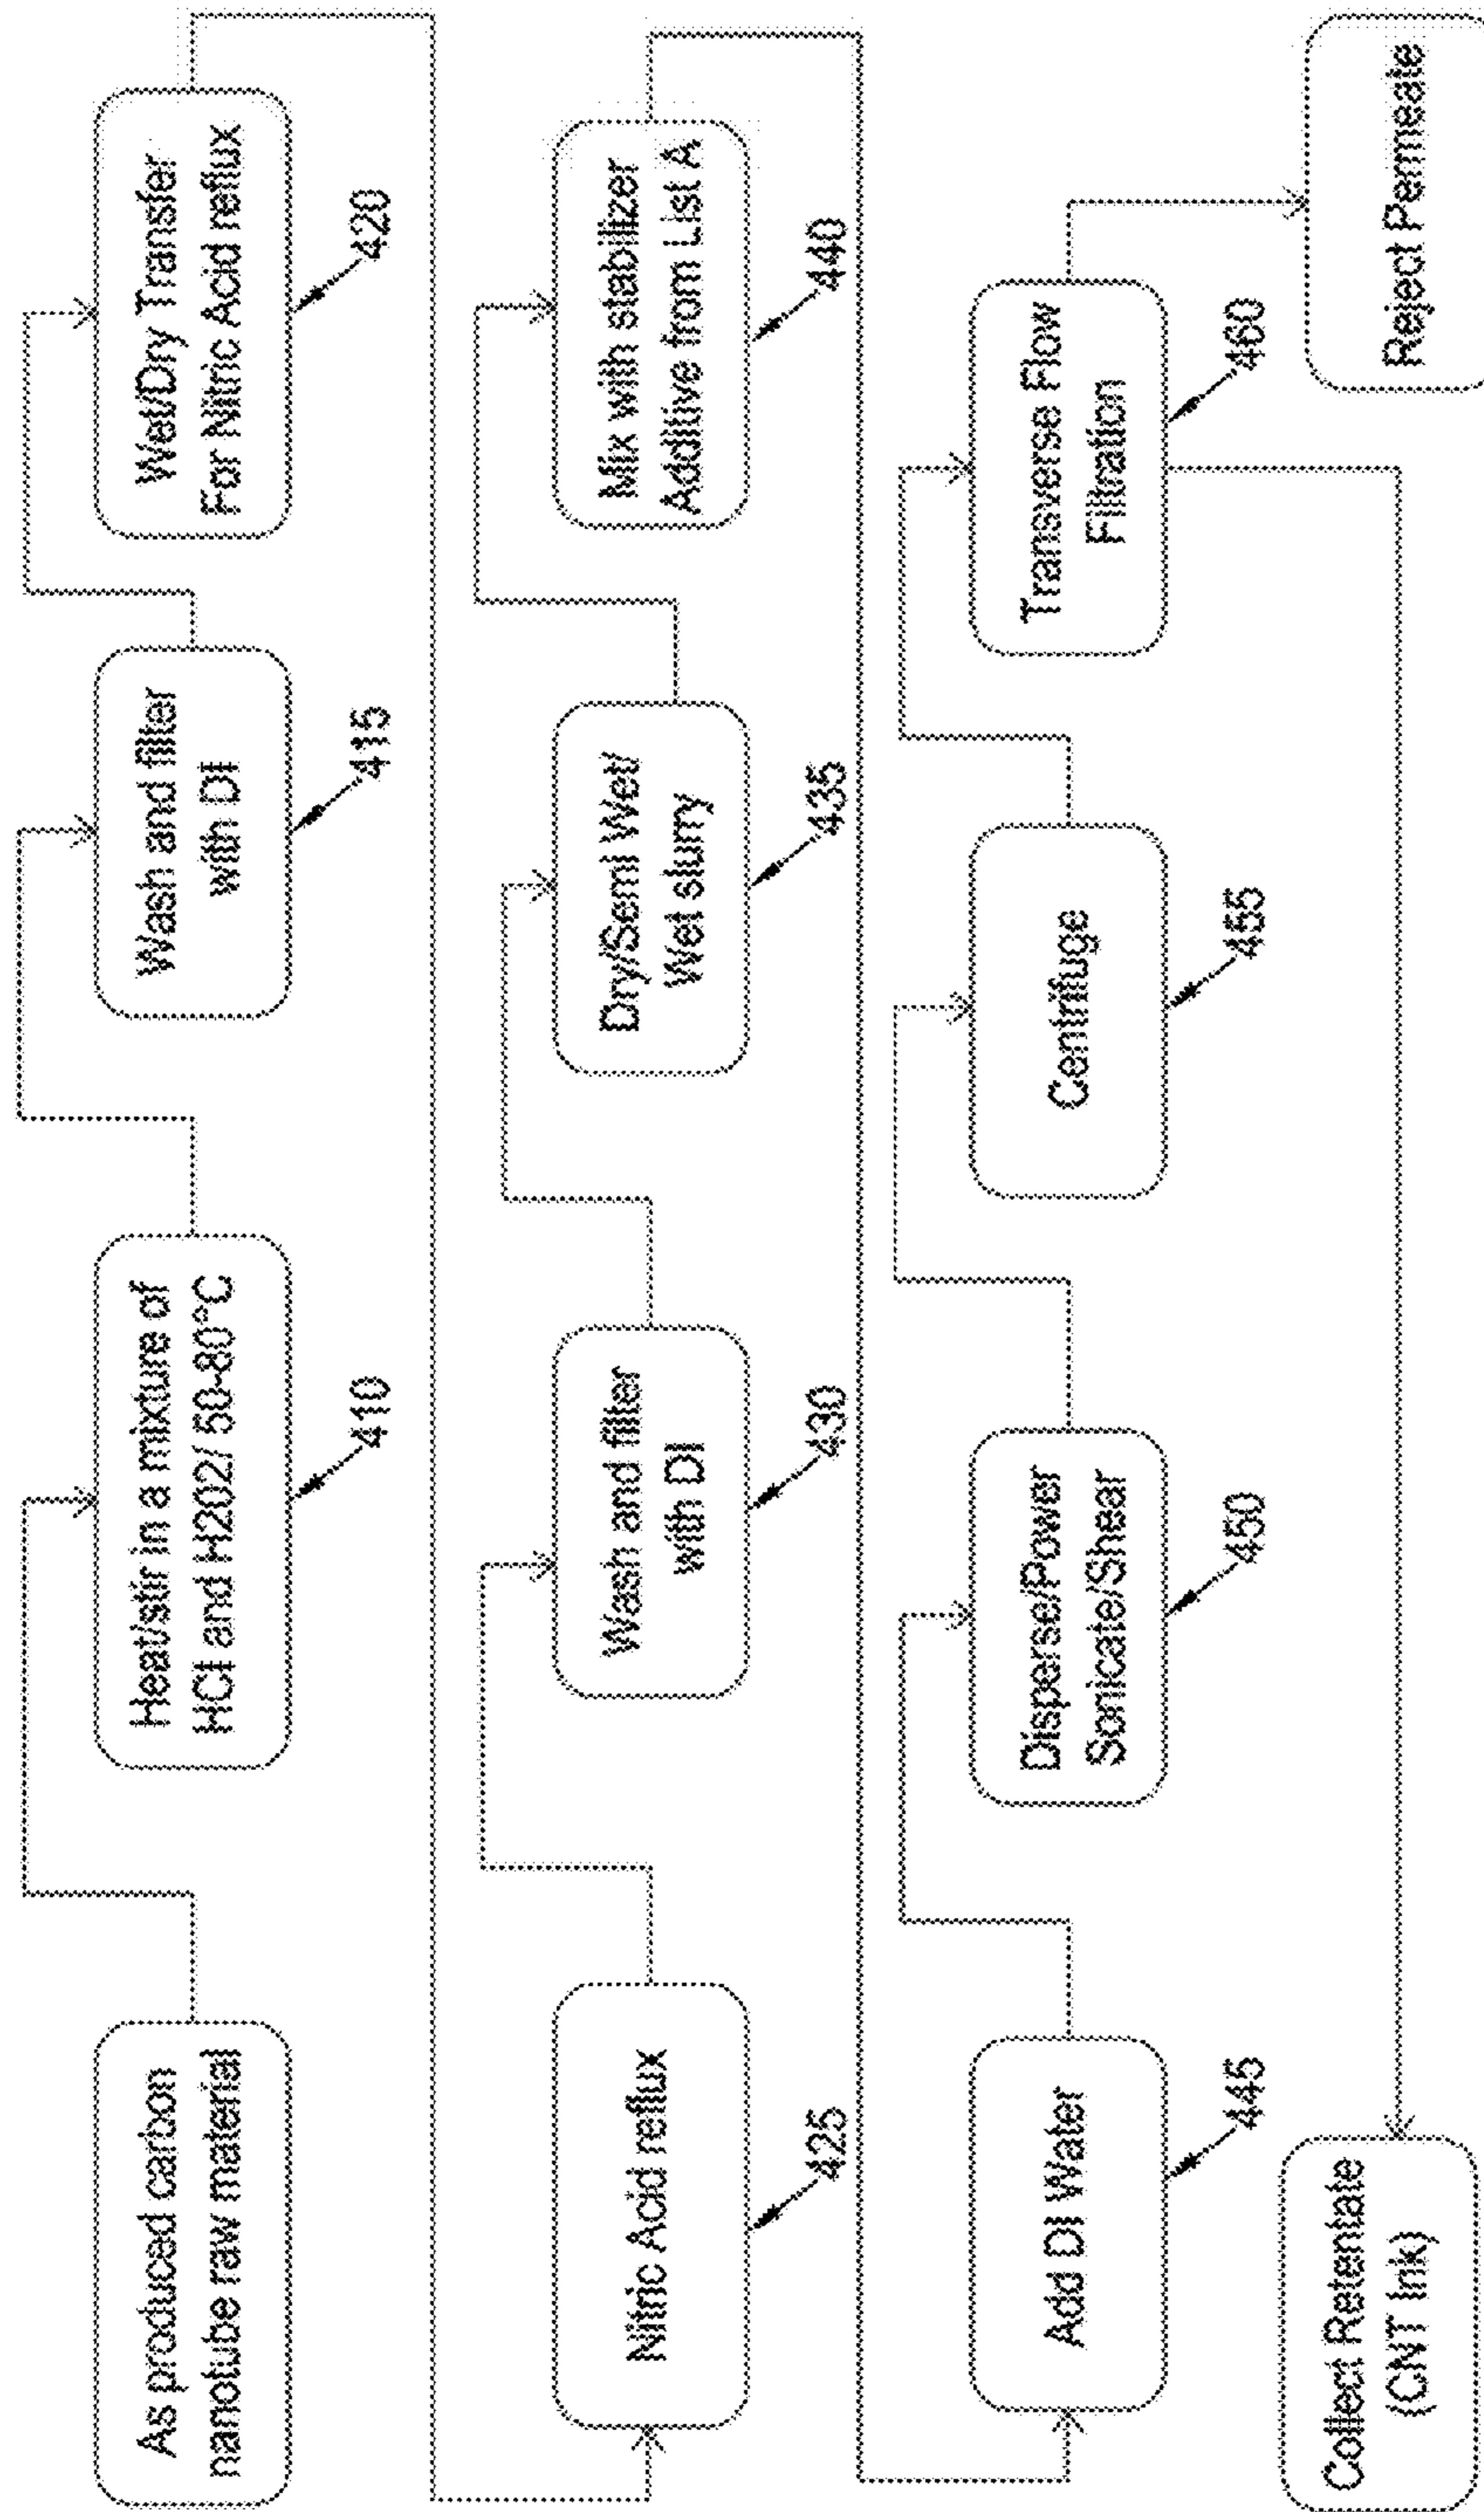 As produced carbon
nanotube raw material
Heat/stir in a mixture of
HCl and H202/ 50-80°C
410
Wash and filter
with DI
415
Wet/Dry Transfer
For Nitric Acid reflux
420
Nitric Acid reflux
425
Wash and filter
with DI
430
Dry/Semi Wet/
Wet slurry
435
Mix with stabilizer
Additive from List A
440
Add DI Water
445
Disperse/Power
Sonicate/Shear
450
Centrifuge
455
Transverse Flow
Filtration
460
Collect Retentate
(CNT Ink)
Reject Permeate